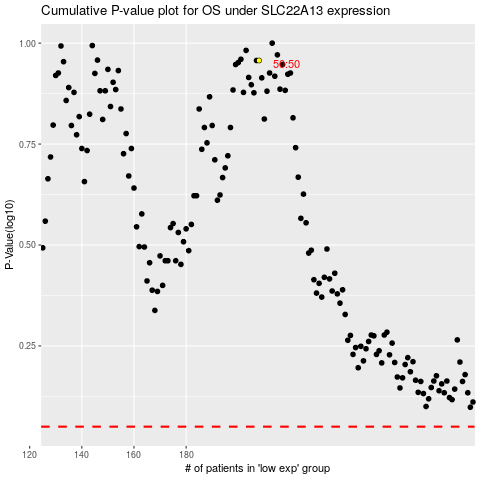 Cumulative P-value plot for OS under SLC22A13 expression
1.00
50:50
0.75
P-Value(log10)
0.50
0.25
120 140 160 180
# of patients in 'low exp' group